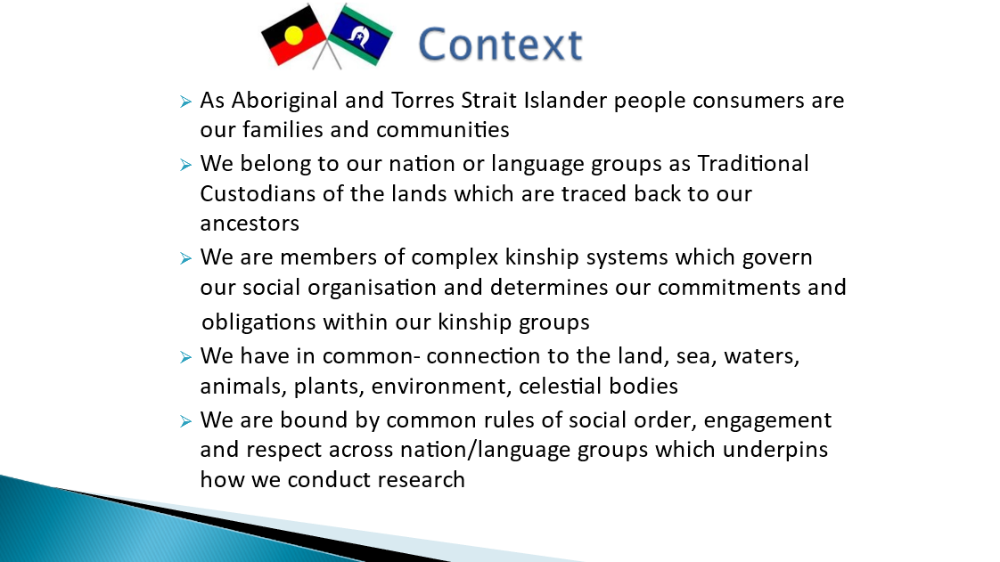 Context
As Aboriginal and Torres Strait Islander people consumers are
our families and communities
We belong to our nation or language groups as Traditional
Custodians of the lands which are traced back to our
ancestors
We are members of complex kinship systems which govern
our social organisation and determines our commitments and
obligations within our kinship groups
We have in common- connection to the land, sea, waters,
animals, plants, environment, celestial bodies
We are bound by common rules of social order, engagement
and respect across nation/language groups which underpins
how we conduct research